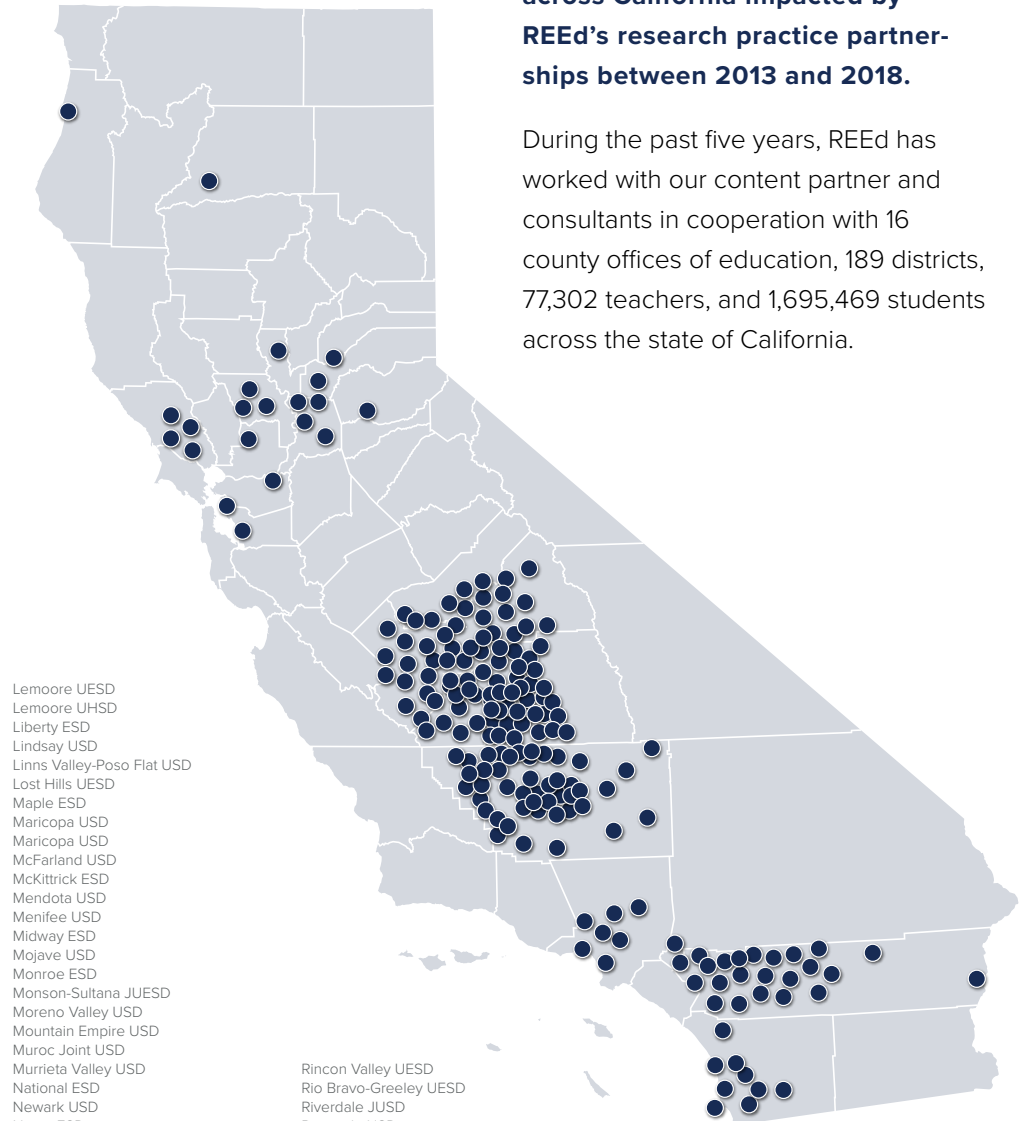 across California impacted by
REEd’s research practice partner-
ships between 2013 and 2018.
During the past five years, REEd has
worked with our content partner and
consultants in cooperation with 16
county offices of education, 189 districts,
77,302 teachers, and 1,695,469 students
across the state of California.
Lemoore UESD
Lemoore UHSD
Liberty ESD
Lindsay USD
Linns Valley-Poso Flat USD
Lost Hills UESD
Maple ESD
Maricopa USD
Maricopa USD
McFarland USD
McKittrick ESD
Mendota USD
Menifee USD
Midway ESD
Mojave USD
Monroe ESD
Monson-Sultana JUESD
Moreno Valley USD
Mountain Empire USD
Muroc Joint USD
Murrieta Valley USD
National ESD
Newark USD
Rincon Valley UESD
Rio Bravo-Greeley UESD
Riverdale JUSD